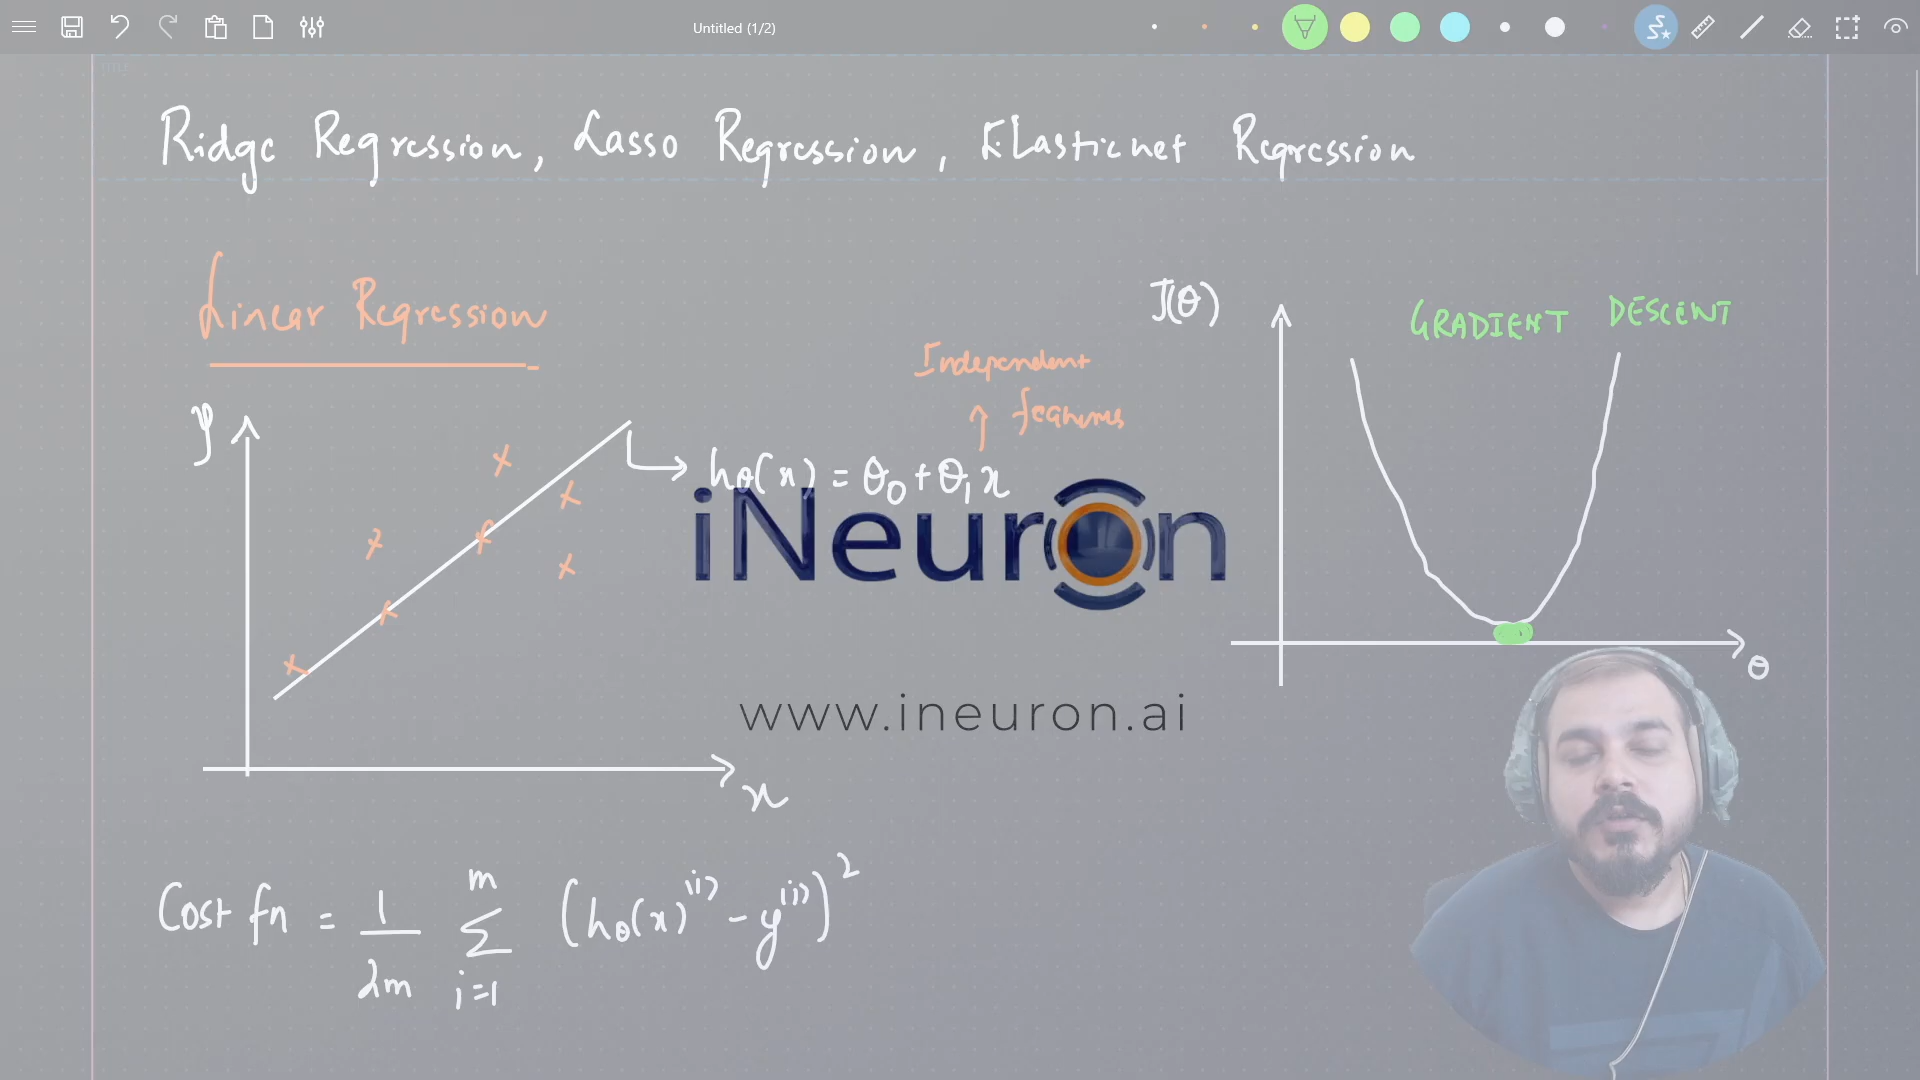 Untitled (1/2)
Ridge Regression, Lasso Regression, Elasticnet Regression
Linear Regression
J(θ)
GRADIENT DESCENT
Independent
features
y
hθ(x) = θ0 + θ1x
iNeuron
θ
www.ineuron.ai
x
Cost fn = 1/2m Σ i=1 m (hθ(x)^(i) - y^(i))^2